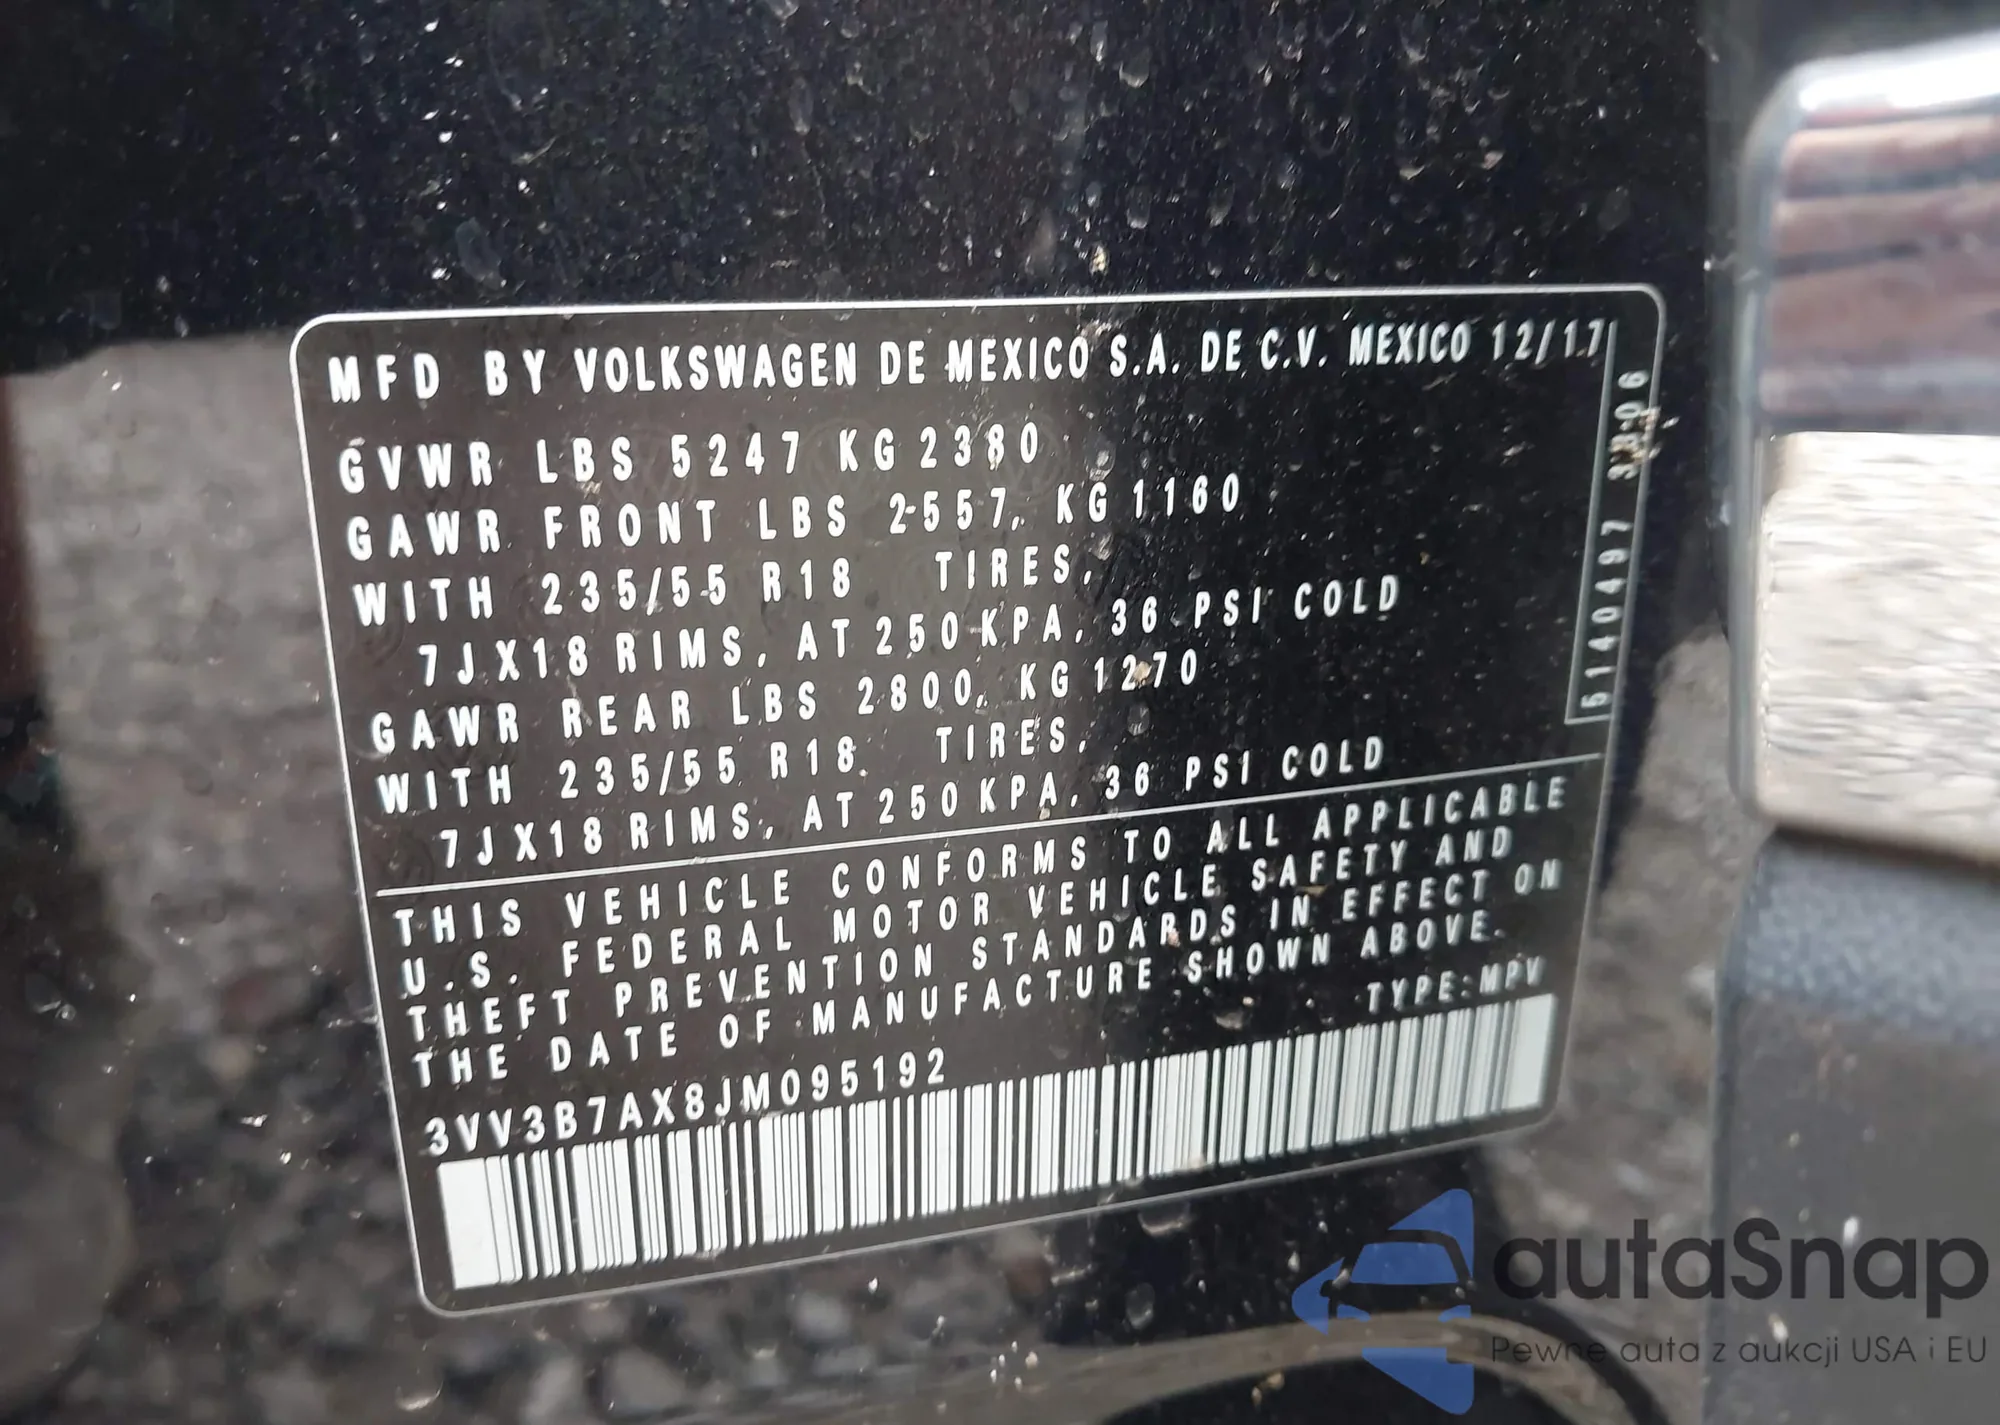 MFD BY VOLKSWAGEN DE MEXICO S.A. DE C.V. MEXICO 12/17
GVWR LBS 5247 KG 2380
GAWR FRONT LBS 2557, KG 1160
WITH 235/55 R18 TIRES,
7JX18 RIMS, AT 250 KPA, 36 PSI COLD
GAWR REAR LBS 2800, KG 1270
WITH 235/55 R18 TIRES,
7JX18 RIMS, AT 250 KPA, 36 PSI COLD
5140497
THIS VEHICLE CONFORMS TO ALL APPLICABLE
U.S. FEDERAL MOTOR VEHICLE SAFETY AND
THEFT PREVENTION STANDARDS IN EFFECT ON
THE DATE OF MANUFACTURE SHOWN ABOVE.
TYPE: MPV
3VV3B7AX8JM095192
autaSnap
Pewne auta z aukcji USA i EU